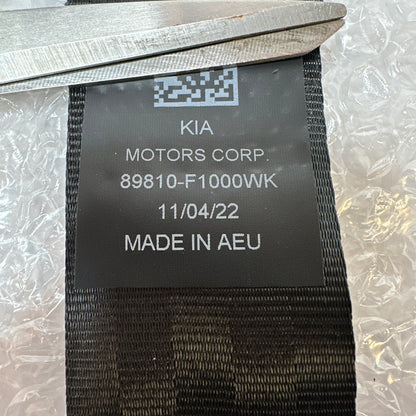 KIA
MOTORS CORP.
89810-F1000WK
11/04/22
MADE IN AEU